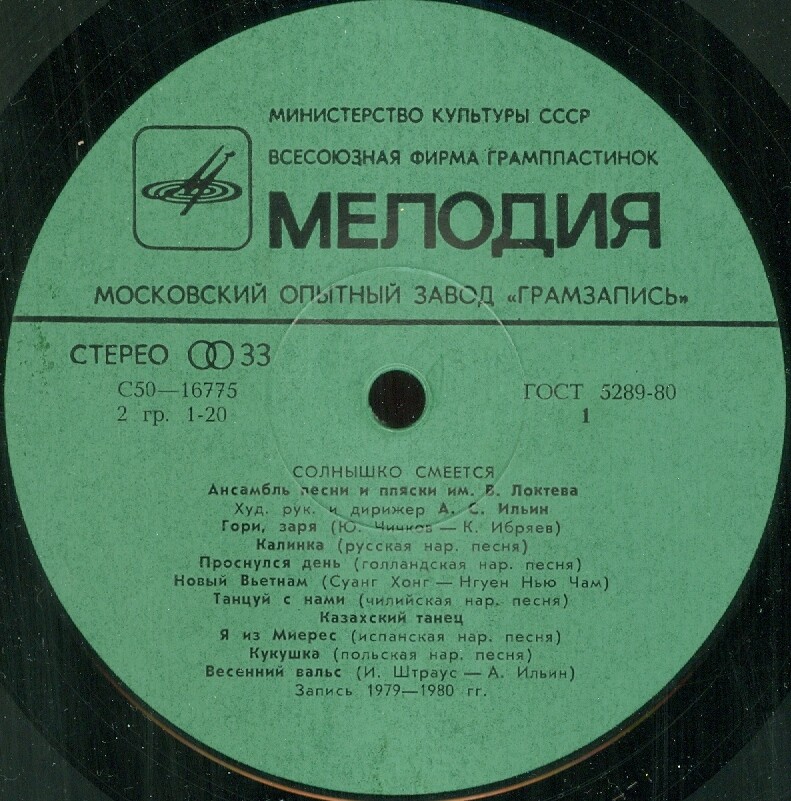 МИНИСТЕРСТВО КУЛЬТУРЫ СССР
ВСЕСОЮЗНАЯ ФИРМА ГРАМПЛАСТИНОК
МЕЛОДИЯ
МОСКОВСКИЙ ОПЫТНЫЙ ЗАВОД «ГРАМЗАПИСЬ»
СТЕРЕО 33
С50—16775 ГОСТ 5289-80
2 гр. 1-20 1
СОЛНЫШКО СМЕЕТСЯ
Ансамбль песни и пляски им. В. Локтева
Худ. рук. и дирижер А. С. Ильин
Гори, заря (Ю. Чичков — К. Ибряев)
Калинка (русская нар. песня)
Проснулся день (голландская нар. песня)
Новый Вьетнам (Суанг Хонг — Нгуен Нью Чам)
Танцуй с нами (чилийская нар. песня)
Казахский танец
Я из Миерес (испанская нар. песня)
Кукушка (польская нар. песня)
Весенний вальс (И. Штраус — А. Ильин)
Запись 1979—1980 гг.